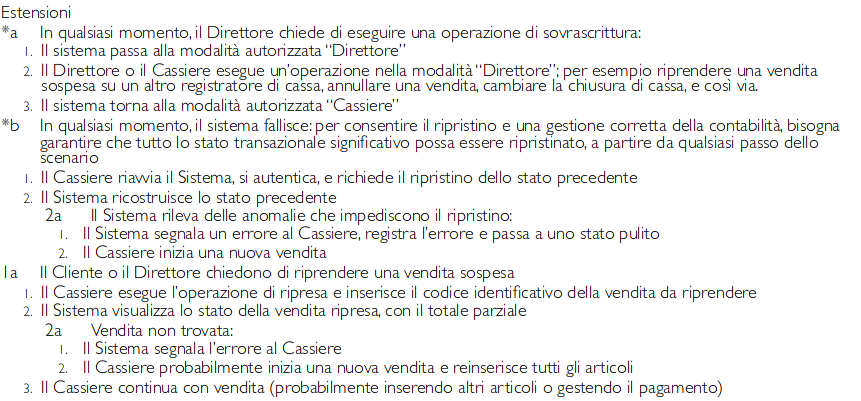 Estensioni
*a In qualsiasi momento, il Direttore chiede di eseguire una operazione di sovrascrittura:
1. Il sistema passa alla modalità autorizzata “Direttore”
2. Il Direttore o il Cassiere esegue un’operazione nella modalità “Direttore”; per esempio riprendere una vendita
sospesa su un altro registratore di cassa, annullare una vendita, cambiare la chiusura di cassa, e così via.
3. Il sistema torna alla modalità autorizzata “Cassiere”
*b In qualsiasi momento, il sistema fallisce: per consentire il ripristino e una gestione corretta della contabilità, bisogna
garantire che tutto lo stato transazionale significativo possa essere ripristinato, a partire da qualsiasi passo dello
scenario
1. Il Cassiere riavvia il Sistema, si autentica, e richiede il ripristino dello stato precedente
2. Il Sistema ricostruisce lo stato precedente
2a Il Sistema rileva delle anomalie che impediscono il ripristino:
1. Il Sistema segnala un errore al Cassiere, registra l’errore e passa a uno stato pulito
2. Il Cassiere inizia una nuova vendita
1a Il Cliente o il Direttore chiedono di riprendere una vendita sospesa
1. Il Cassiere esegue l’operazione di ripresa e inserisce il codice identificativo della vendita da riprendere
2. Il Sistema visualizza lo stato della vendita ripresa, con il totale parziale
2a Vendita non trovata:
1. Il Sistema segnala l’errore al Cassiere
2. Il Cassiere probabilmente inizia una nuova vendita e reinserisce tutti gli articoli
3. Il Cassiere continua con vendita (probabilmente inserendo altri articoli o gestendo il pagamento)